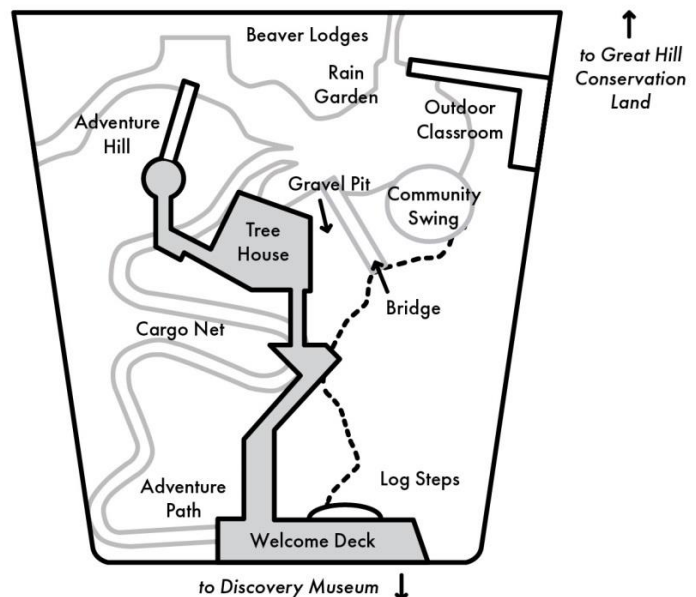 Beaver Lodges
to Great Hill
Conservation
Land
Rain
Garden
Outdoor
Classroom
Adventure
Hill
Gravel Pit
Community
Swing
Tree
House
Bridge
Cargo Net
Adventure
Path
Log Steps
Welcome Deck
to Discovery Museum